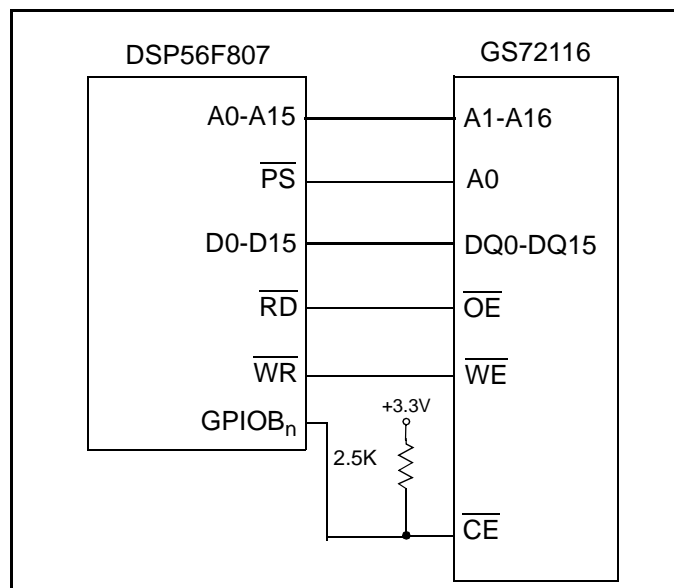 DSP56F807 GS72116
A0-A15 A1-A16
PS A0
D0-D15 DQ0-DQ15
RD OE
WR WE
GPIOBn +3.3V
2.5K
CE